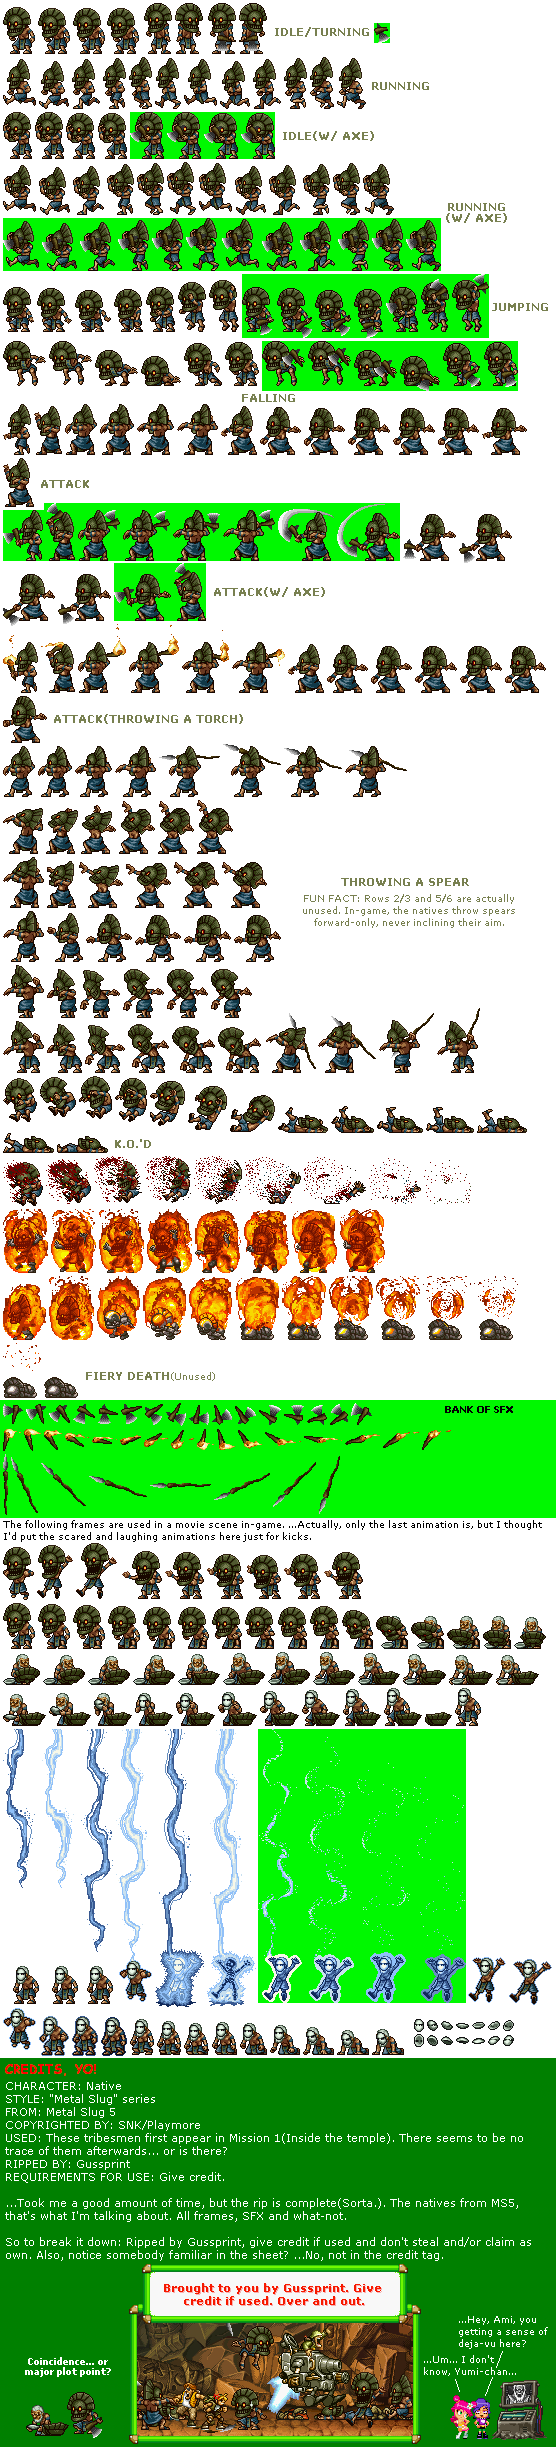 IDLE/TURNING
RUNNING
IDLE(W/ AXE)
RUNNING
(W/ AXE)
JUMPING
FALLING
ATTACK
ATTACK(W/ AXE)
ATTACK(THROWING A TORCH)
THROWING A SPEAR
FUN FACT: Rows 2/3 and 5/6 are actually
unused. In-game, the natives throw spears
forward-only, never inclining their aim.
K.O.'D
FIERY DEATH(Unused)
BANK OF SFX
The following frames are used in a movie scene in-game. ...Actually, only the last animation is, but I thought
I'd put the scared and laughing animations here just for kicks.
CREDITS, YO!
CHARACTER: Native
STYLE: "Metal Slug" series
FROM: Metal Slug 5
COPYRIGHTED BY: SNK/Playmore
USED: These tribesmen first appear in Mission 1(Inside the temple). There seems to be no
trace of them afterwards... or is there?
RIPPED BY: Gussprint
REQUIREMENTS FOR USE: Give credit.
...Took me a good amount of time, but the rip is complete(Sorta.). The natives from MS5,
that's what I'm talking about. All frames, SFX and what-not.
So to break it down: Ripped by Gussprint, give credit if used and don't steal and/or claim as
own. Also, notice somebody familiar in the sheet? ...No, not in the credit tag.
Brought to you by Gussprint. Give
credit if used. Over and out.
Coincidence... or
major plot point?
...Hey, Ami, you
getting a sense of
deja-vu here?
...Um... I don't
know, Yumi-chan...